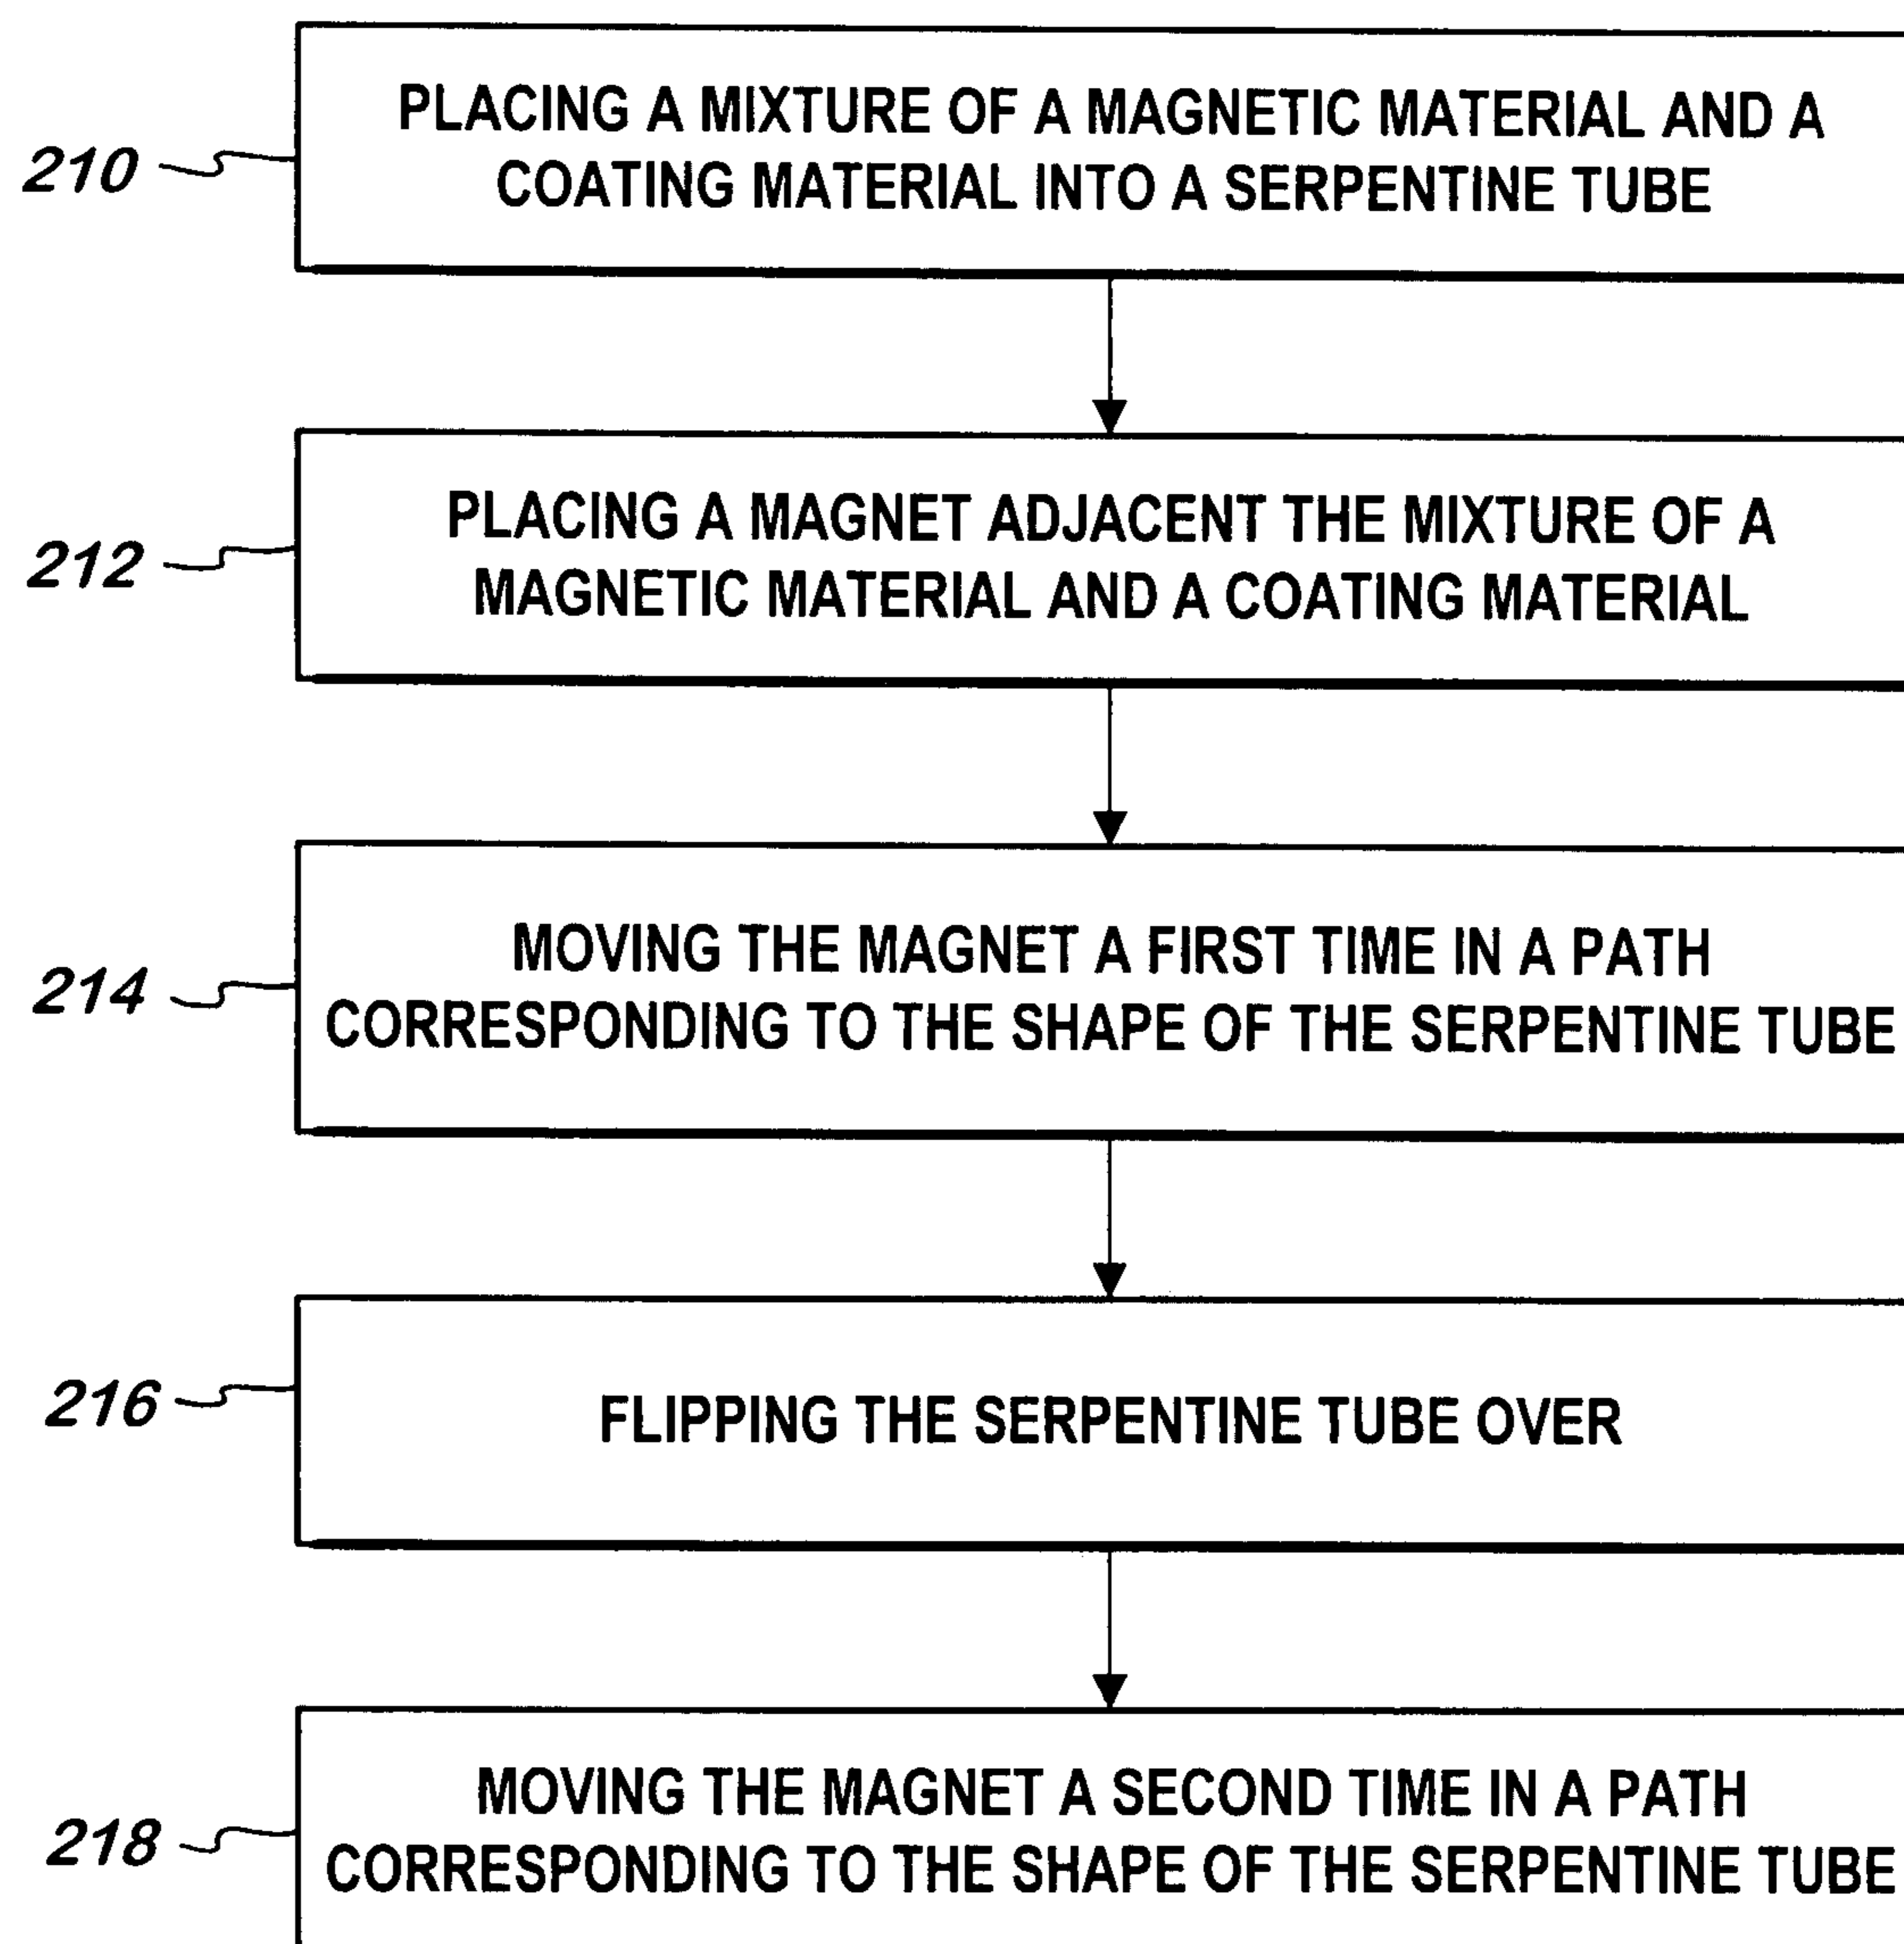 PLACING A MIXTURE OF A MAGNETIC MATERIAL AND A
COATING MATERIAL INTO A SERPENTINE TUBE
210
PLACING A MAGNET ADJACENT THE MIXTURE OF A
MAGNETIC MATERIAL AND A COATING MATERIAL
212
MOVING THE MAGNET A FIRST TIME IN A PATH
CORRESPONDING TO THE SHAPE OF THE SERPENTINE TUBE
214
FLIPPING THE SERPENTINE TUBE OVER
216
MOVING THE MAGNET A SECOND TIME IN A PATH
CORRESPONDING TO THE SHAPE OF THE SERPENTINE TUBE
218